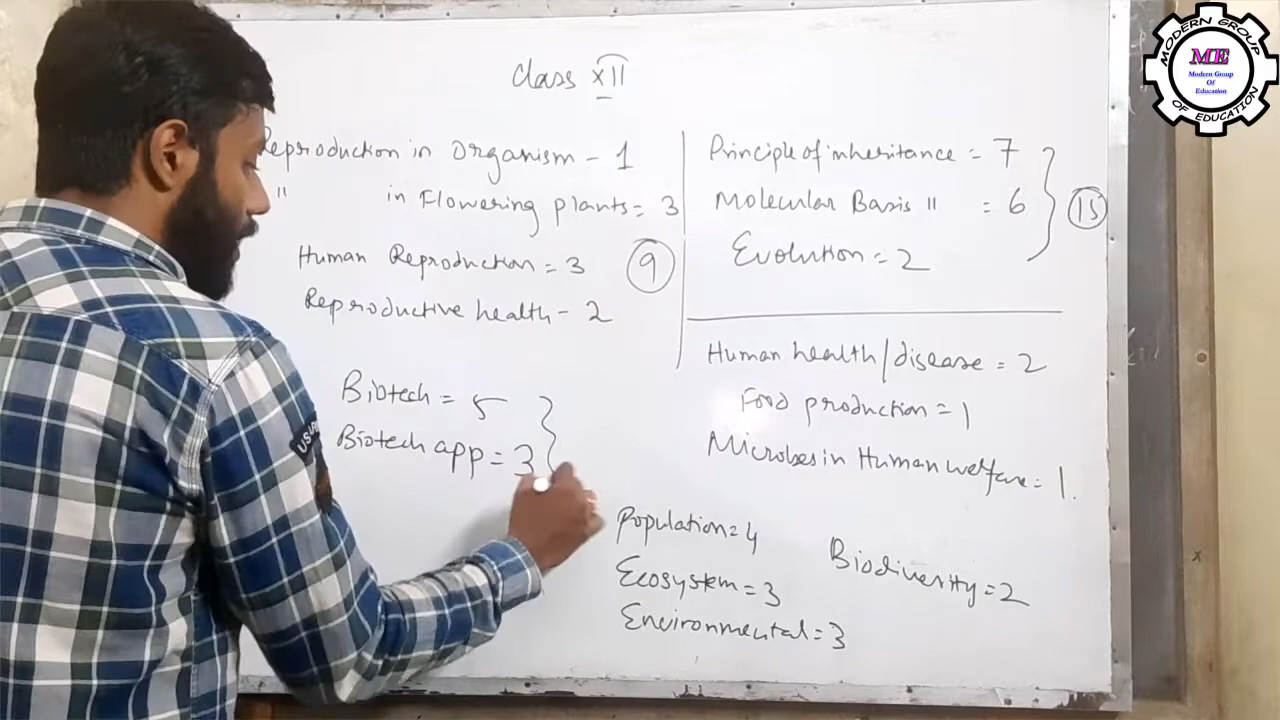 Class XII
Reproduction in Organism - 1
" in Flowering plants = 3
Human Reproduction = 3
Reproductive health - 2
9
Principle of inheritance = 7
Molecular Basis " = 6
Evolution = 2
15
Human health/disease = 2
Food production = 1
Microbes in Human welfare = 1.
Biotech = 5
Biotech app = 3
Population = 4
Ecosystem = 3
Environmental = 3
Biodiversity = 2
MODERN GROUP
ME
Modern Group
Of
Education
OF EDUCATION